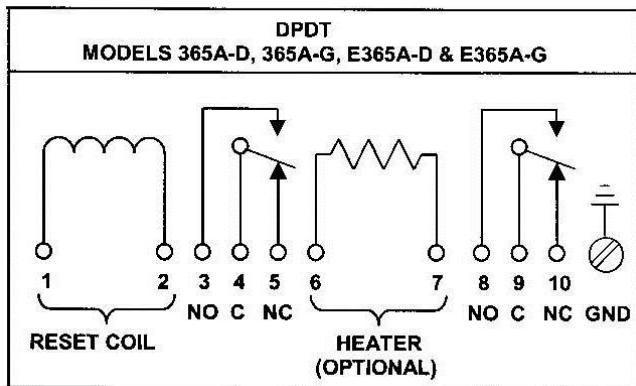 DPDT
MODELS 365A-D, 365A-G, E365A-D & E365A-G
1 2 3 4 5 6 7 8 9 10
NO C NC NO C NC GND
RESET COIL HEATER
(OPTIONAL)